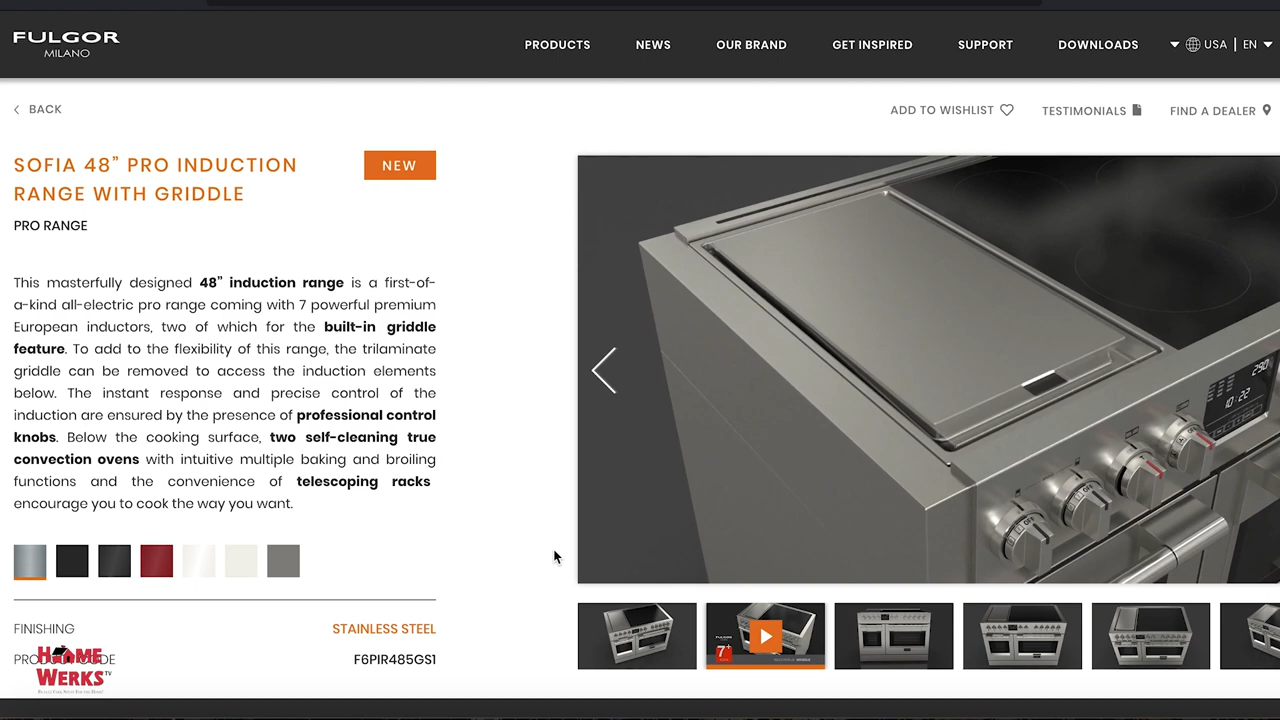 FULGOR
MILANO
PRODUCTS
NEWS
OUR BRAND
GET INSPIRED
SUPPORT
DOWNLOADS
USA | EN
BACK
ADD TO WISHLIST
TESTIMONIALS
FIND A DEALER
SOFIA 48” PRO INDUCTION
RANGE WITH GRIDDLE
NEW
PRO RANGE
This masterfully designed 48” induction range is a first-of-
a-kind all-electric pro range coming with 7 powerful premium
European inductors, two of which for the built-in griddle
feature. To add to the flexibility of this range, the trilaminate
griddle can be removed to access the induction elements
below. The instant response and precise control of the
induction are ensured by the presence of professional control
knobs. Below the cooking surface, two self-cleaning true
convection ovens with intuitive multiple baking and broiling
functions and the convenience of telescoping racks
encourage you to cook the way you want.
290
10:22
OFF
OFF
FINISHING
STAINLESS STEEL
F6PIR485GS1
HOME
WERKS TV